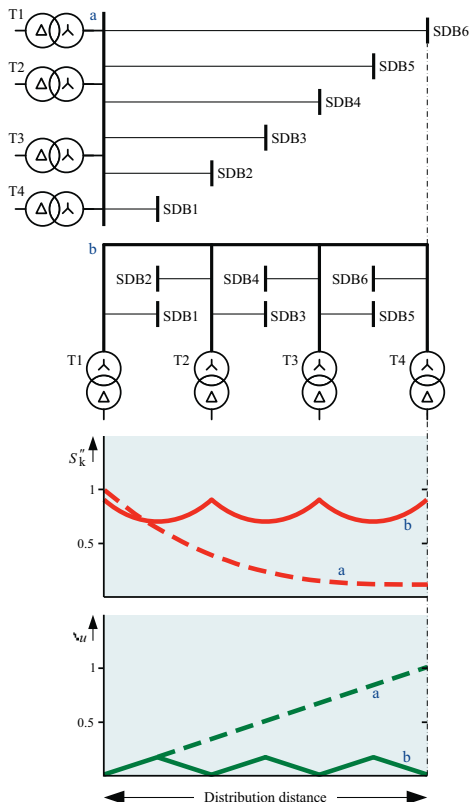 T1
a
SDB6
T2
SDB5
SDB4
T3
SDB3
SDB2
T4
SDB1
b
SDB2
SDB4
SDB6
SDB1
SDB3
SDB5
T1
T2
T3
T4
S″k
1
b
0.5
a
u
1
a
0.5
b
Distribution distance